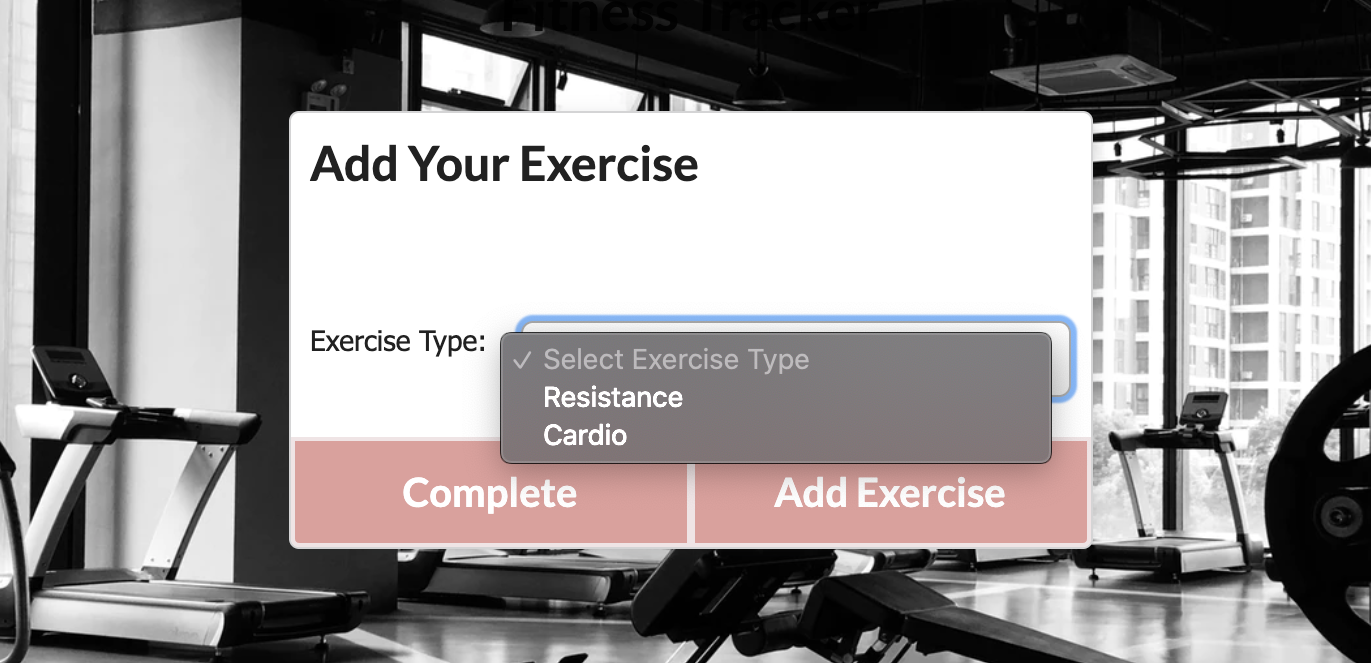 Fitness Tracker
Add Your Exercise
Exercise Type:
✓ Select Exercise Type
Resistance
Cardio
Complete
Add Exercise